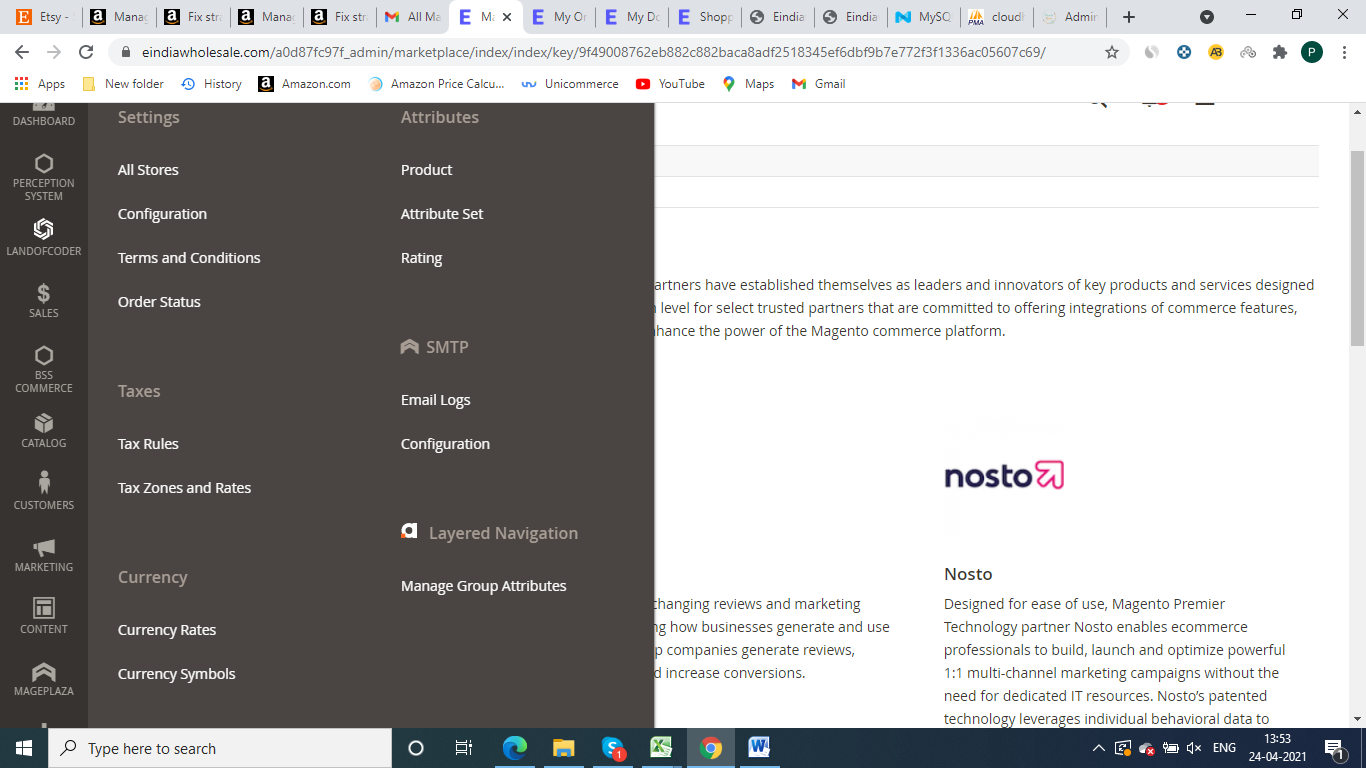 Etsy -
Manag
Fix str
Manag
Fix str
All Ma
Ma
My Or
My Do
Shopp
Eindia
Eindia
MySQ
cloudl
Admir
eindiawholesale.com/a0d87fc97f_admin/marketplace/index/index/key/9f49008762eb882c882baca8adf2518345ef6dbf9b7e772f3f1336ac05607c69/
P
Apps
New folder
History
Amazon.com
Amazon Price Calcu...
Unicommerce
YouTube
Maps
Gmail
DASHBOARD
PERCEPTION
SYSTEM
LANDOFCODER
SALES
BSS
COMMERCE
CATALOG
CUSTOMERS
MARKETING
CONTENT
MAGEPLAZA
Settings
All Stores
Configuration
Terms and Conditions
Order Status
Taxes
Tax Rules
Tax Zones and Rates
Currency
Currency Rates
Currency Symbols
Attributes
Product
Attribute Set
Rating
SMTP
Email Logs
Configuration
Layered Navigation
Manage Group Attributes
artners have established themselves as leaders and innovators of key products and services designed
level for select trusted partners that are committed to offering integrations of commerce features,
hance the power of the Magento commerce platform.
changing reviews and marketing
ng how businesses generate and use
p companies generate reviews,
d increase conversions.
nosto
Nosto
Designed for ease of use, Magento Premier
Technology partner Nosto enables ecommerce
professionals to build, launch and optimize powerful
1:1 multi-channel marketing campaigns without the
need for dedicated IT resources. Nosto’s patented
technology leverages individual behavioral data to
Type here to search
1
ENG
13:53
24-04-2021
1